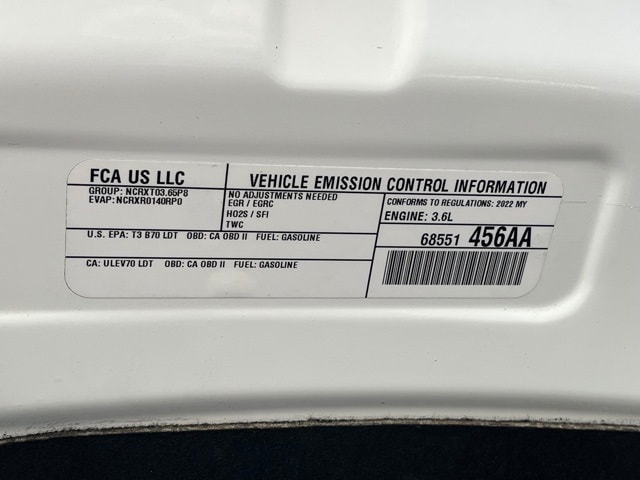 FCA US LLC
GROUP: NCRXT03.65P8
EVAP: NCRXR0140RP0
VEHICLE EMISSION CONTROL INFORMATION
NO ADJUSTMENTS NEEDED
EGR / EGRC
HO2S / SFI
TWC
CONFORMS TO REGULATIONS: 2022 MY
ENGINE: 3.6L
U.S. EPA: T3 B70 LDT OBD: CA OBD II FUEL: GASOLINE
CA: ULEV70 LDT OBD: CA OBD II FUEL: GASOLINE
68551 456AA